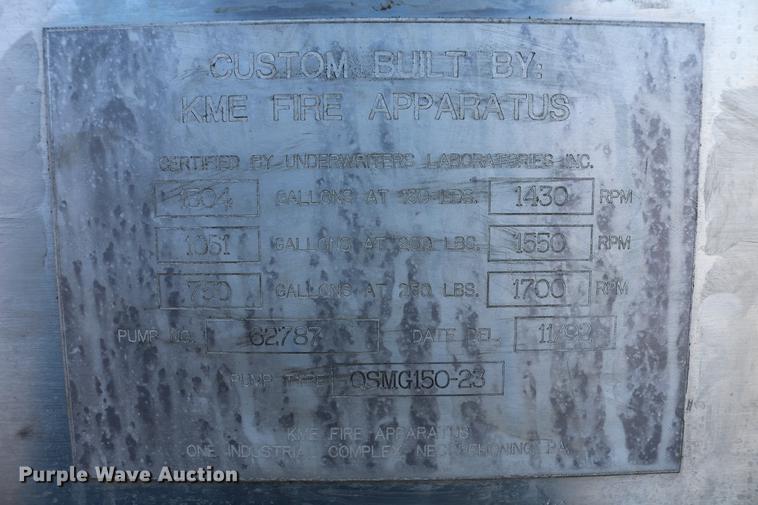 CUSTOM BUILT BY:
KME FIRE APPARATUS
CERTIFIED BY UNDERWRITERS LABORATORIES INC.
1504 GALLONS AT 150 LBS. 1430 RPM
1051 GALLONS AT 200 LBS. 1550 RPM
750 GALLONS AT 250 LBS. 1700 RPM
PUMP NO. 62787 DATE DEL. 11/92
PUMP TYPE QSMG150-23
KME FIRE APPARATUS
ONE INDUSTRIAL COMPLEX, NESQUEHONING, PA.
Purple Wave Auction